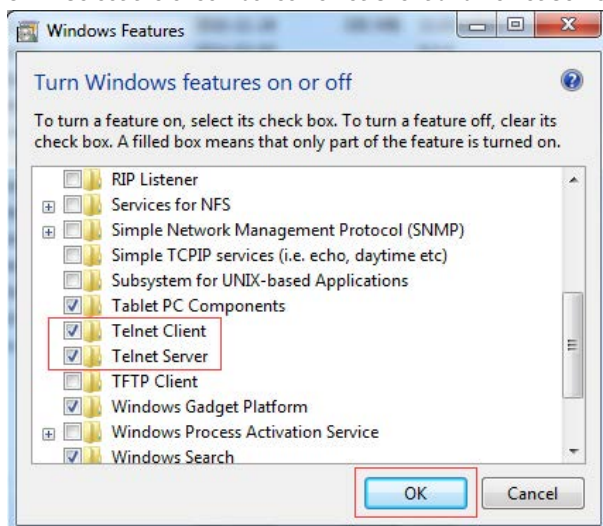 Windows Features
Turn Windows features on or off
To turn a feature on, select its check box. To turn a feature off, clear its
check box. A filled box means that only part of the feature is turned on.
RIP Listener
Services for NFS
Simple Network Management Protocol (SNMP)
Simple TCPIP services (i.e. echo, daytime etc)
Subsystem for UNIX-based Applications
Tablet PC Components
Telnet Client
Telnet Server
TFTP Client
Windows Gadget Platform
Windows Process Activation Service
Windows Search
OK Cancel